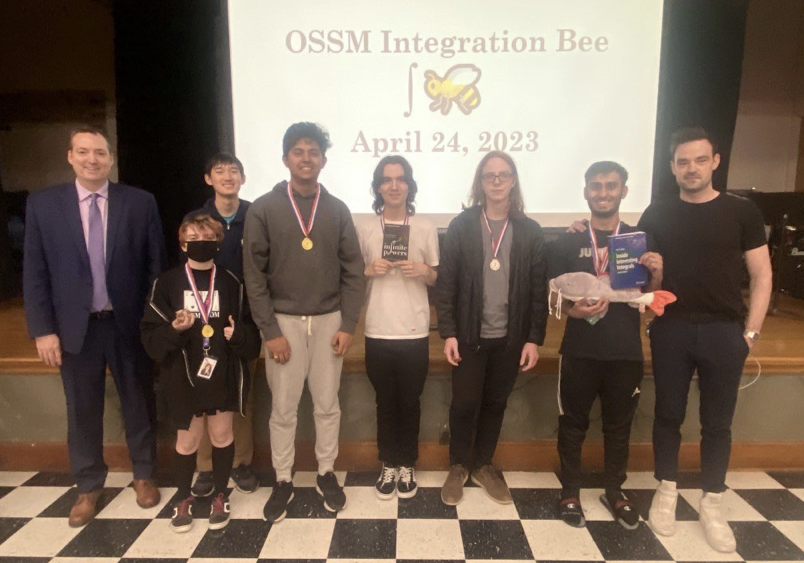 OSSM Integration Bee
∫
April 24, 2023
infinite
powers
Inside
Interesting
Integrals
JU